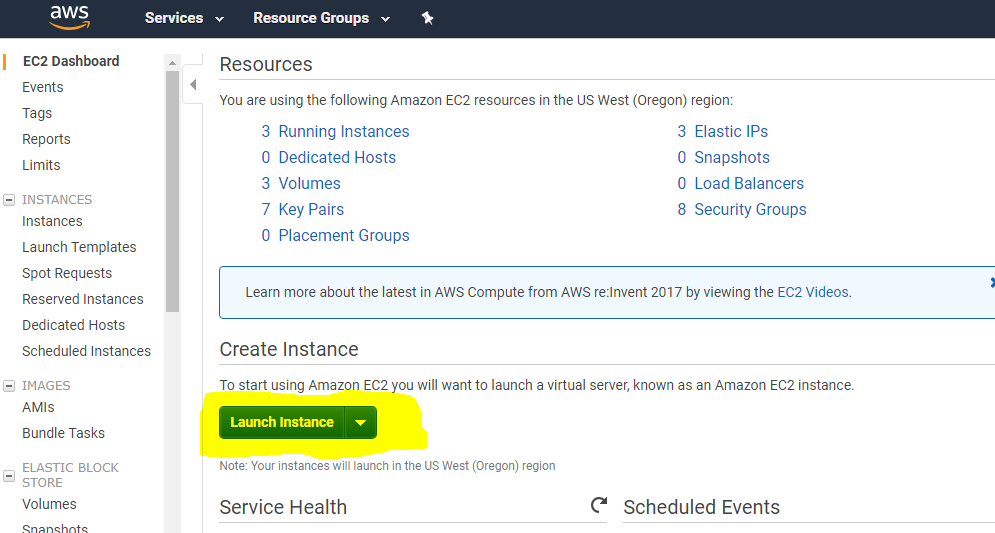 aws
Services
Resource Groups
EC2 Dashboard
Events
Tags
Reports
Limits
INSTANCES
Instances
Launch Templates
Spot Requests
Reserved Instances
Dedicated Hosts
Scheduled Instances
IMAGES
AMIs
Bundle Tasks
ELASTIC BLOCK
STORE
Volumes
Snapshots
Resources
You are using the following Amazon EC2 resources in the US West (Oregon) region:
3 Running Instances
0 Dedicated Hosts
3 Volumes
7 Key Pairs
0 Placement Groups
3 Elastic IPs
0 Snapshots
0 Load Balancers
8 Security Groups
Learn more about the latest in AWS Compute from AWS re:Invent 2017 by viewing the EC2 Videos.
Create Instance
To start using Amazon EC2 you will want to launch a virtual server, known as an Amazon EC2 instance.
Launch Instance
Note: Your instances will launch in the US West (Oregon) region
Service Health
Scheduled Events